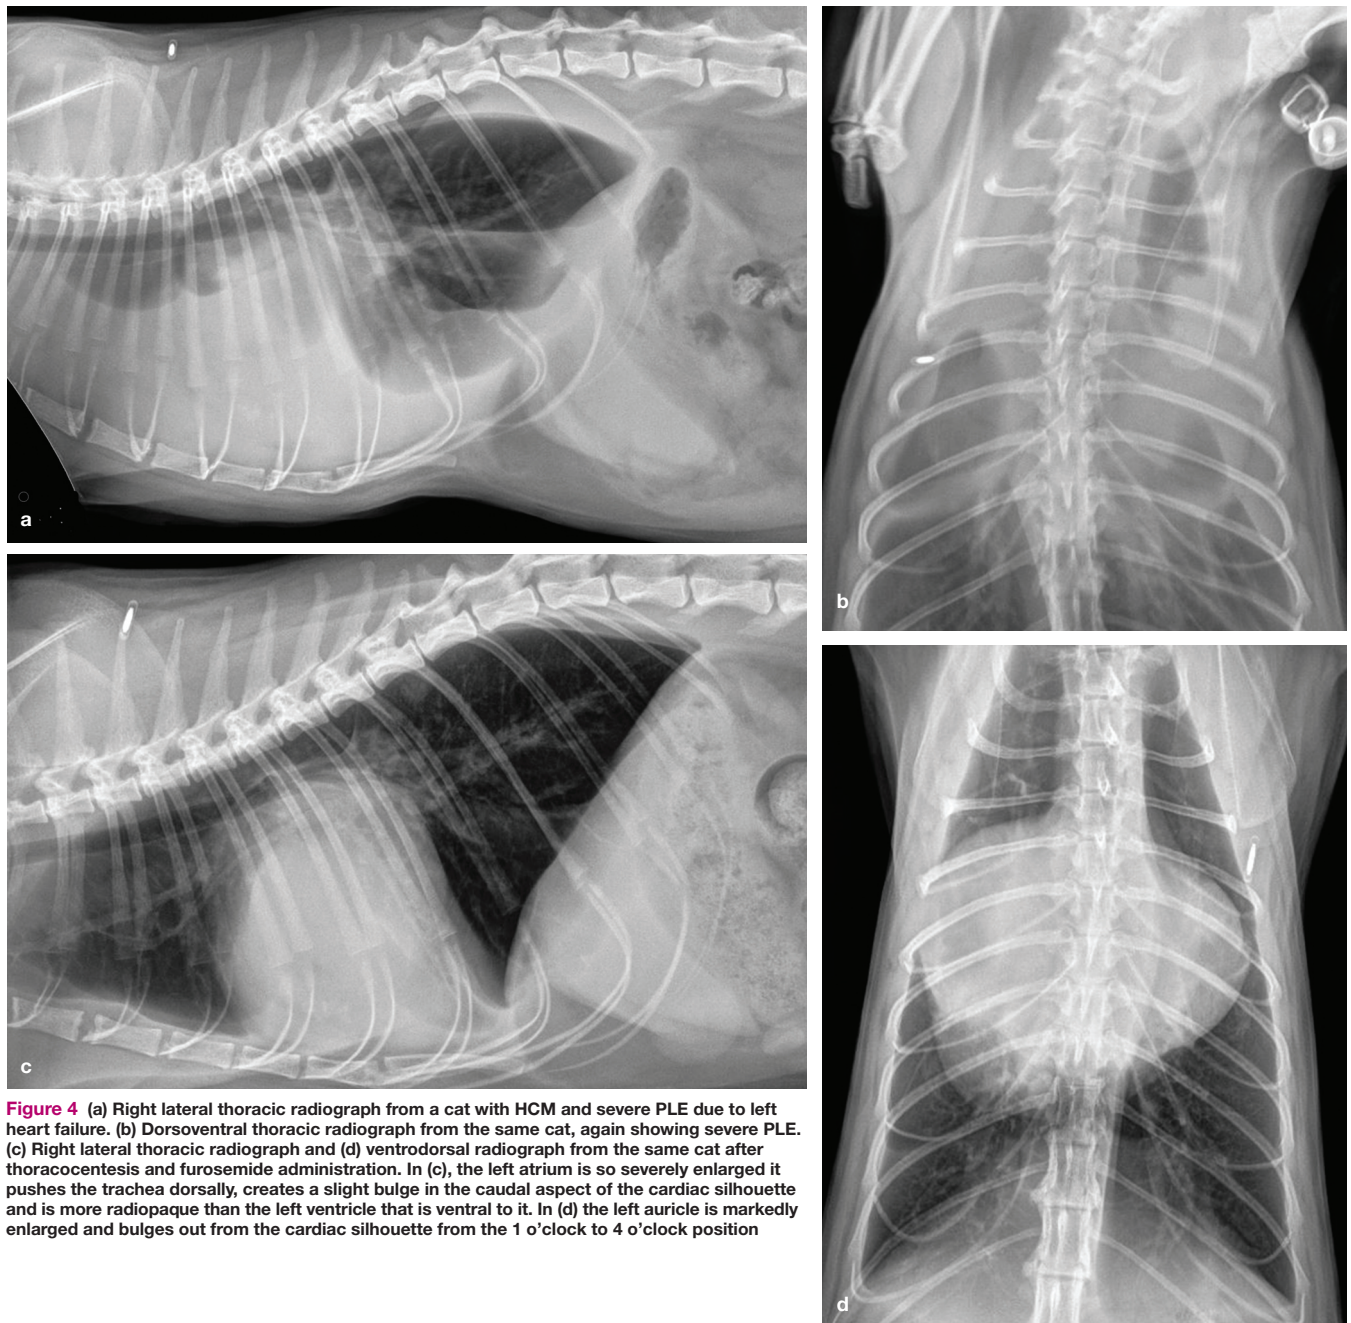 a
b
c
d
Figure 4 (a) Right lateral thoracic radiograph from a cat with HCM and severe PLE due to left
heart failure. (b) Dorsoventral thoracic radiograph from the same cat, again showing severe PLE.
(c) Right lateral thoracic radiograph and (d) ventrodorsal radiograph from the same cat after
thoracocentesis and furosemide administration. In (c), the left atrium is so severely enlarged it
pushes the trachea dorsally, creates a slight bulge in the caudal aspect of the cardiac silhouette
and is more radiopaque than the left ventricle that is ventral to it. In (d) the left auricle is markedly
enlarged and bulges out from the cardiac silhouette from the 1 o'clock to 4 o'clock position